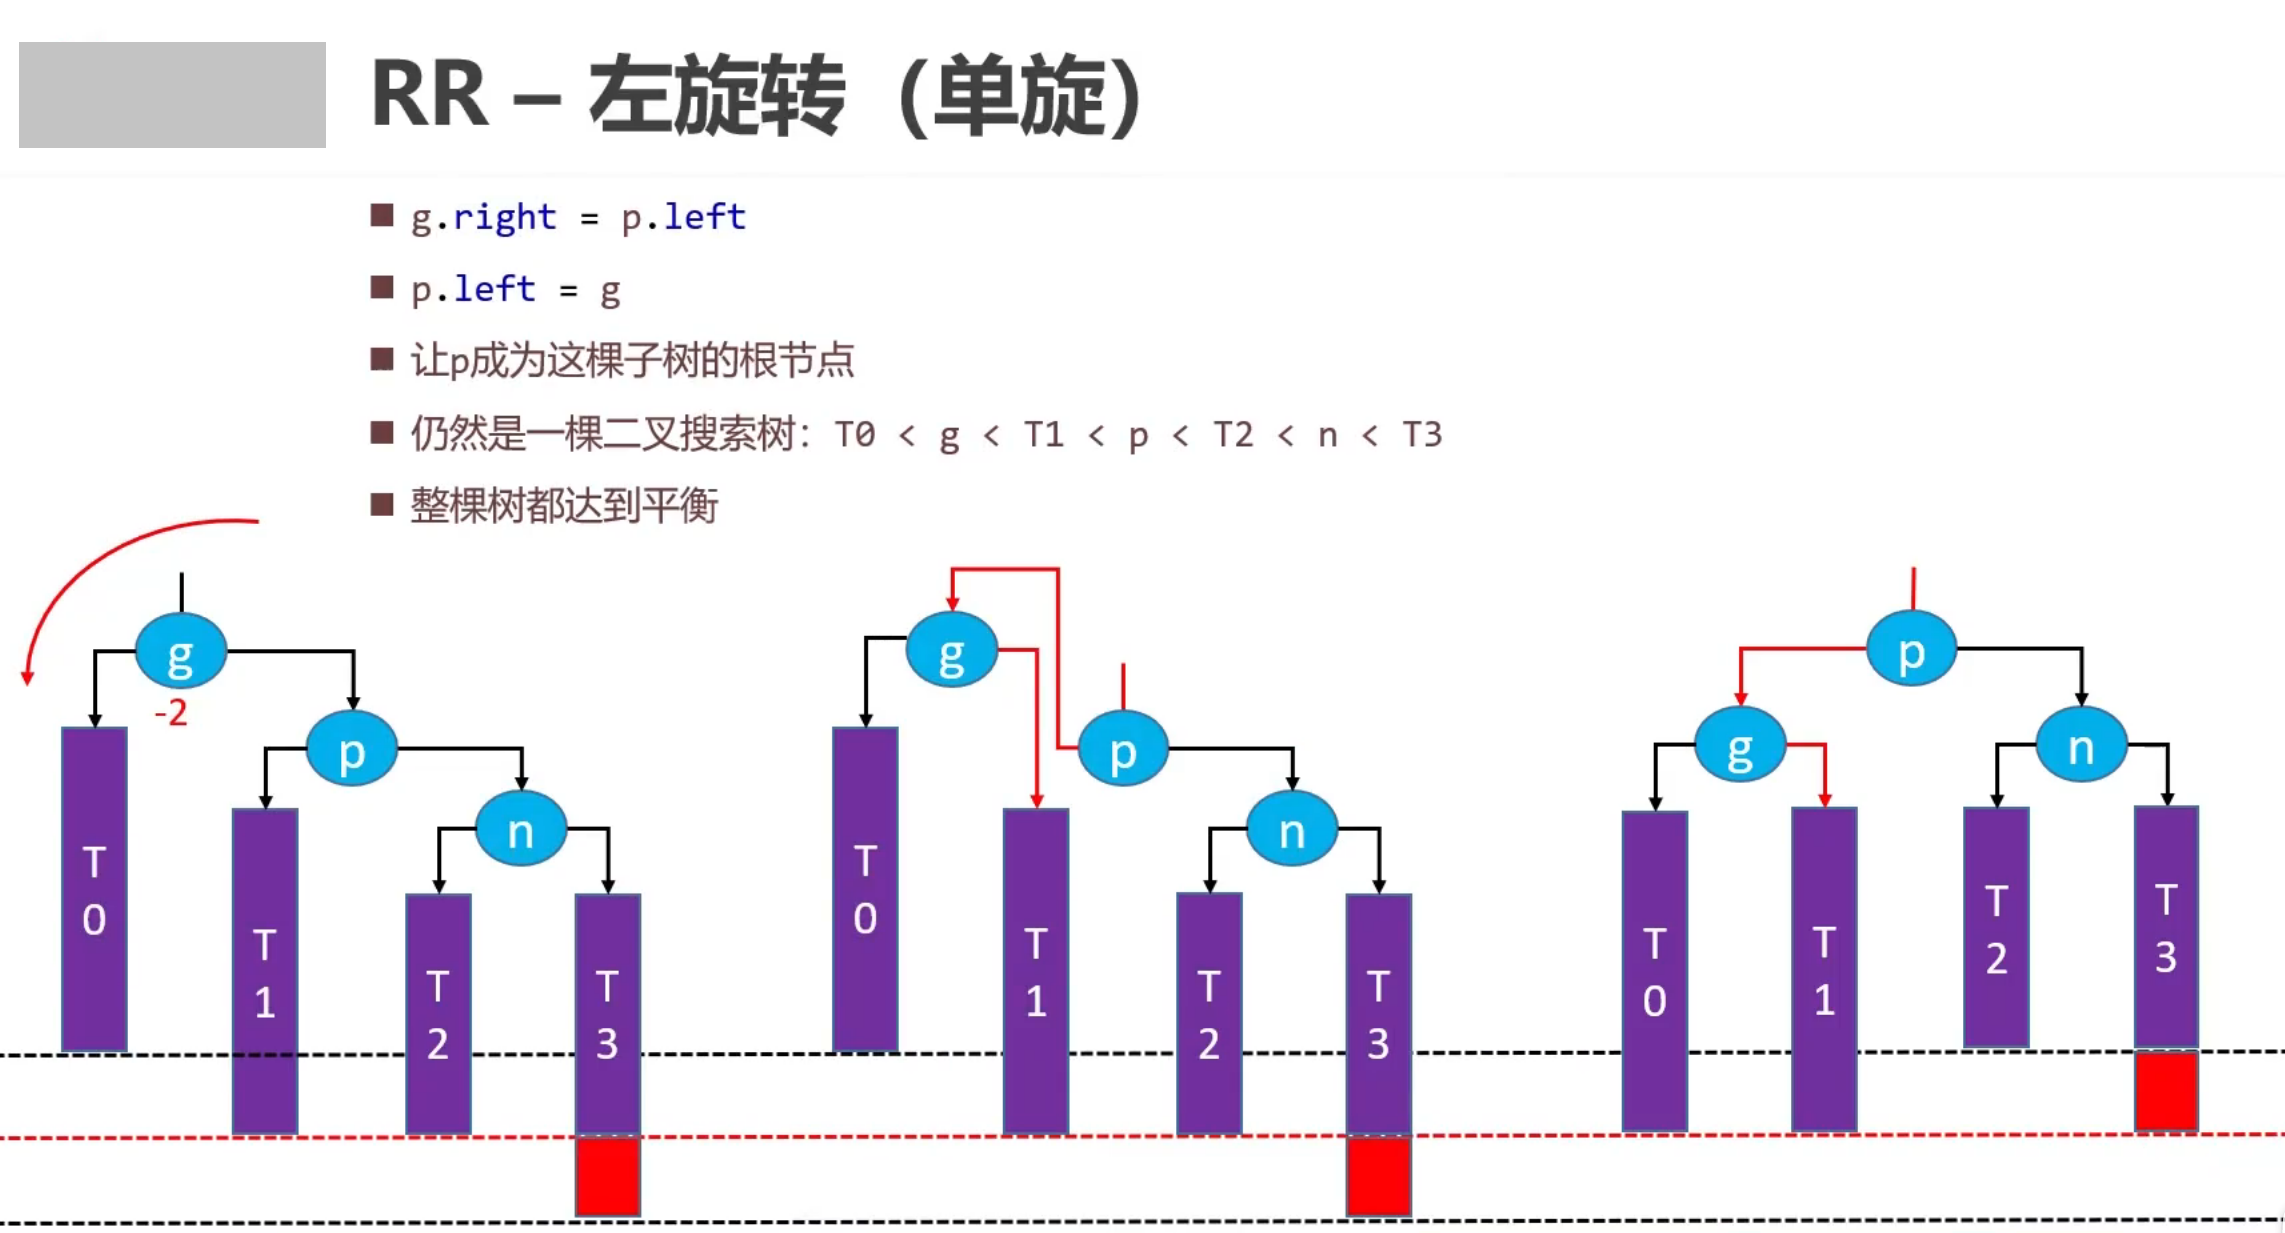 RR – 左旋转（单旋）
g.right = p.left
p.left = g
让p成为这棵子树的根节点
仍然是一棵二叉搜索树：T0 < g < T1 < p < T2 < n < T3
整棵树都达到平衡
g
-2
p
n
T0
T1
T2
T3
g
p
n
T0
T1
T2
T3
p
g
n
T0
T1
T2
T3